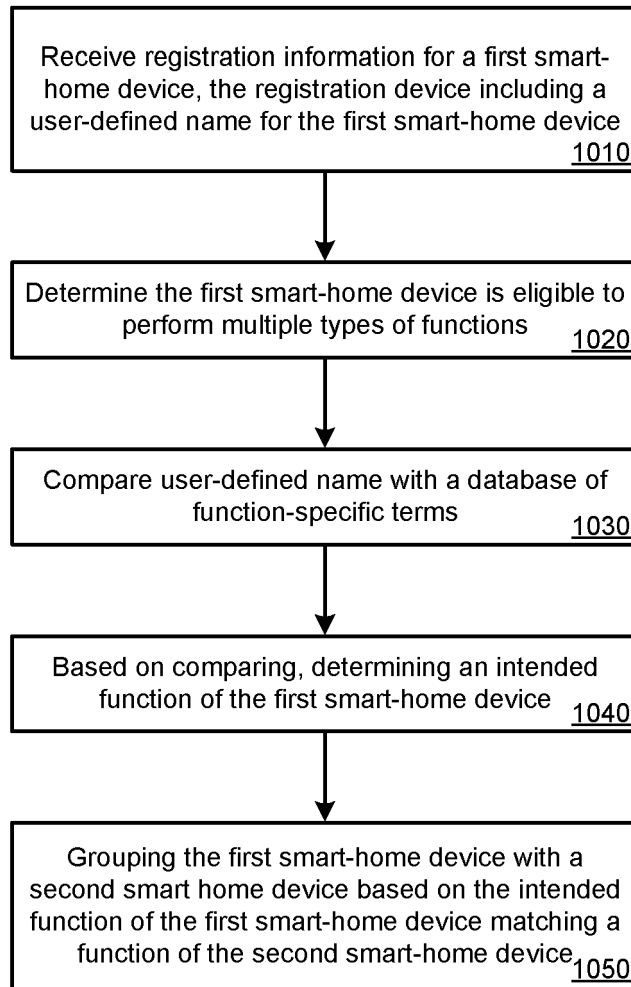 Receive registration information for a first smart-
home device, the registration device including a
user-defined name for the first smart-home device
1010
Determine the first smart-home device is eligible to
perform multiple types of functions
1020
Compare user-defined name with a database of
function-specific terms
1030
Based on comparing, determining an intended
function of the first smart-home device
1040
Grouping the first smart-home device with a
second smart home device based on the intended
function of the first smart-home device matching a
function of the second smart-home device
1050